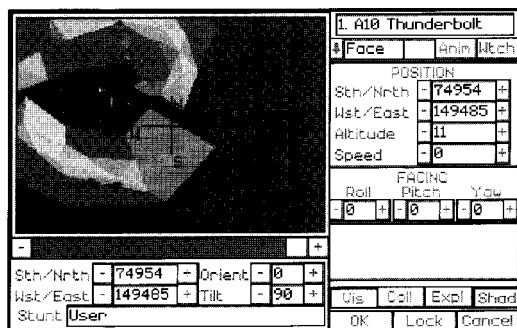 1. A10 Thunderbolt
Face Anim Wtch
POSITION
Sth/Nrth - 74954 +
Wst/East - 149485 +
Altitude - 11 +
Speed - 0 +
FACING
Roll Pitch Yaw
- 0 + - 0 + - 0 +
- +
Sth/Nrth - 74954 + Orient - 0 +
Wst/East - 149485 + Tilt - 90 +
Stunt User
Vis Coll Expl Shad
OK Lock Cancel